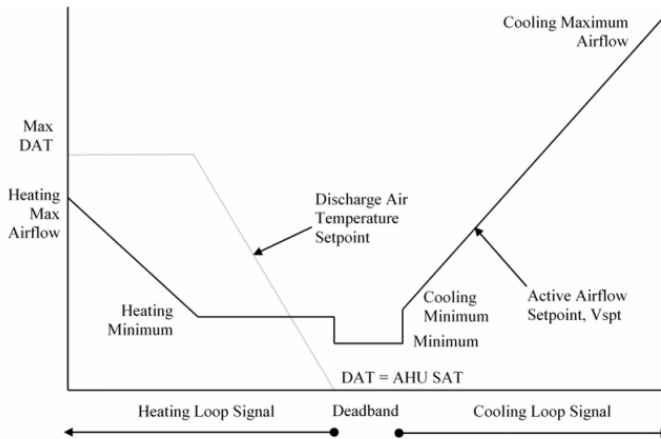 Cooling Maximum
Airflow
Max
DAT
Heating
Max
Airflow
Discharge Air
Temperature
Setpoint
Heating
Minimum
Cooling
Minimum
Active Airflow
Setpoint, Vspt
Minimum
DAT = AHU SAT
Heating Loop Signal
Deadband
Cooling Loop Signal